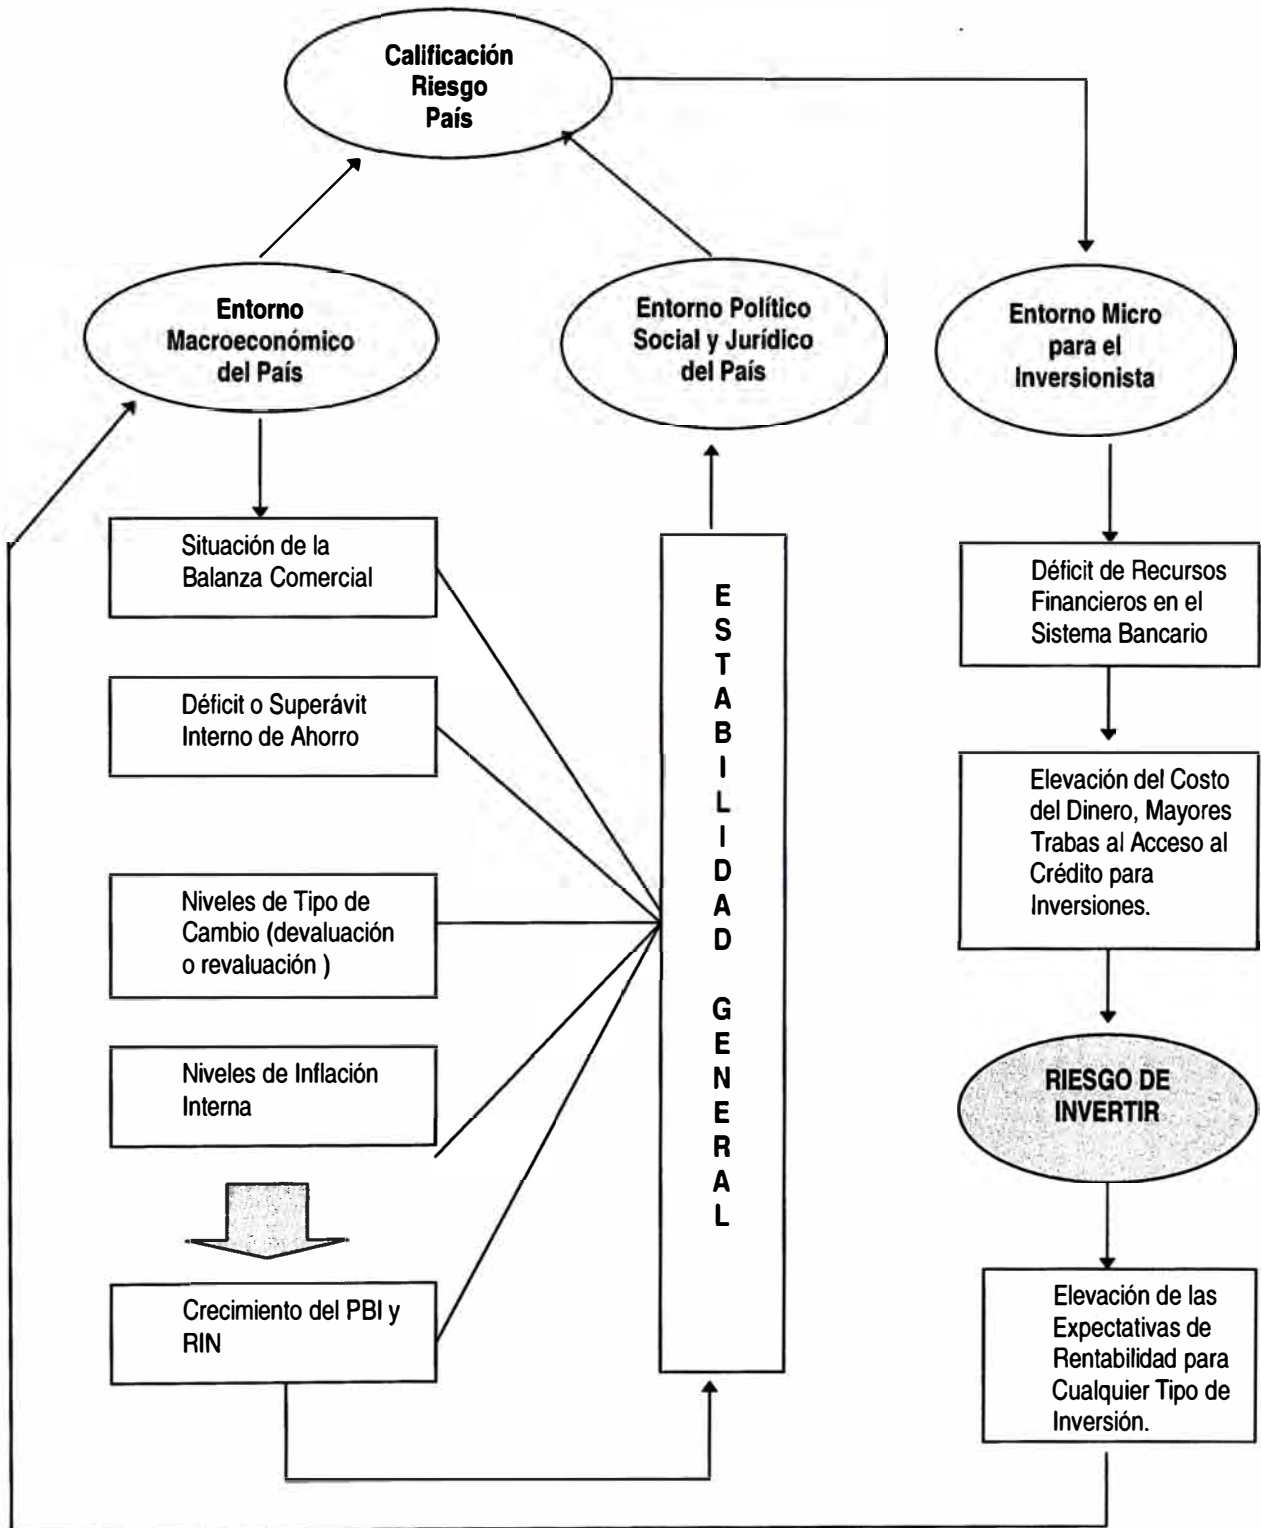 Calificación
Riesgo
País
Entorno
Macroeconómico
del País
Entorno Político
Social y Jurídico
del País
Entorno Micro
para el
Inversionista
Situación de la
Balanza Comercial
Déficit o Superávit
Interno de Ahorro
Niveles de Tipo de
Cambio (devaluación
o revaluación )
Niveles de Inflación
Interna
Crecimiento del PBI y
RIN
E
S
T
A
B
I
L
I
D
A
D
G
E
N
E
R
A
L
Déficit de Recursos
Financieros en el
Sistema Bancario
Elevación del Costo
del Dinero, Mayores
Trabas al Acceso al
Crédito para
Inversiones.
RIESGO DE
INVERTIR
Elevación de las
Expectativas de
Rentabilidad para
Cualquier Tipo de
Inversión.